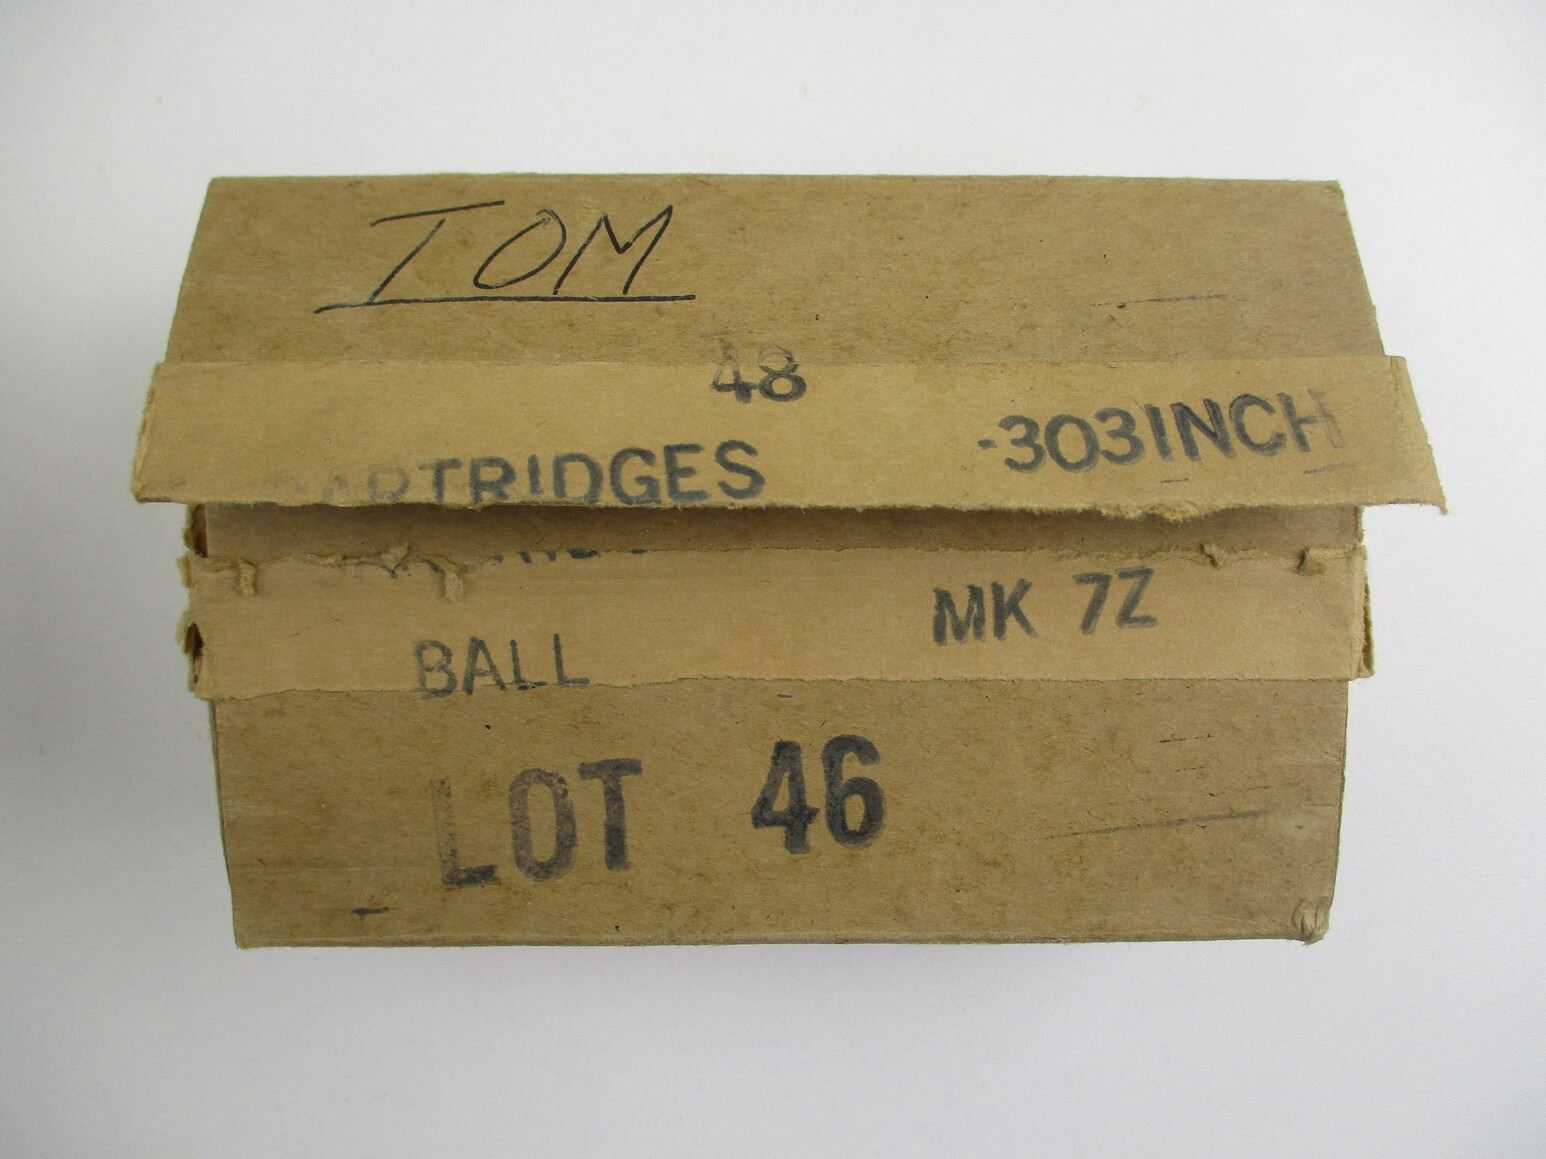 TOM
48
CARTRIDGES .303INCH
BALL MK 7Z
LOT 46